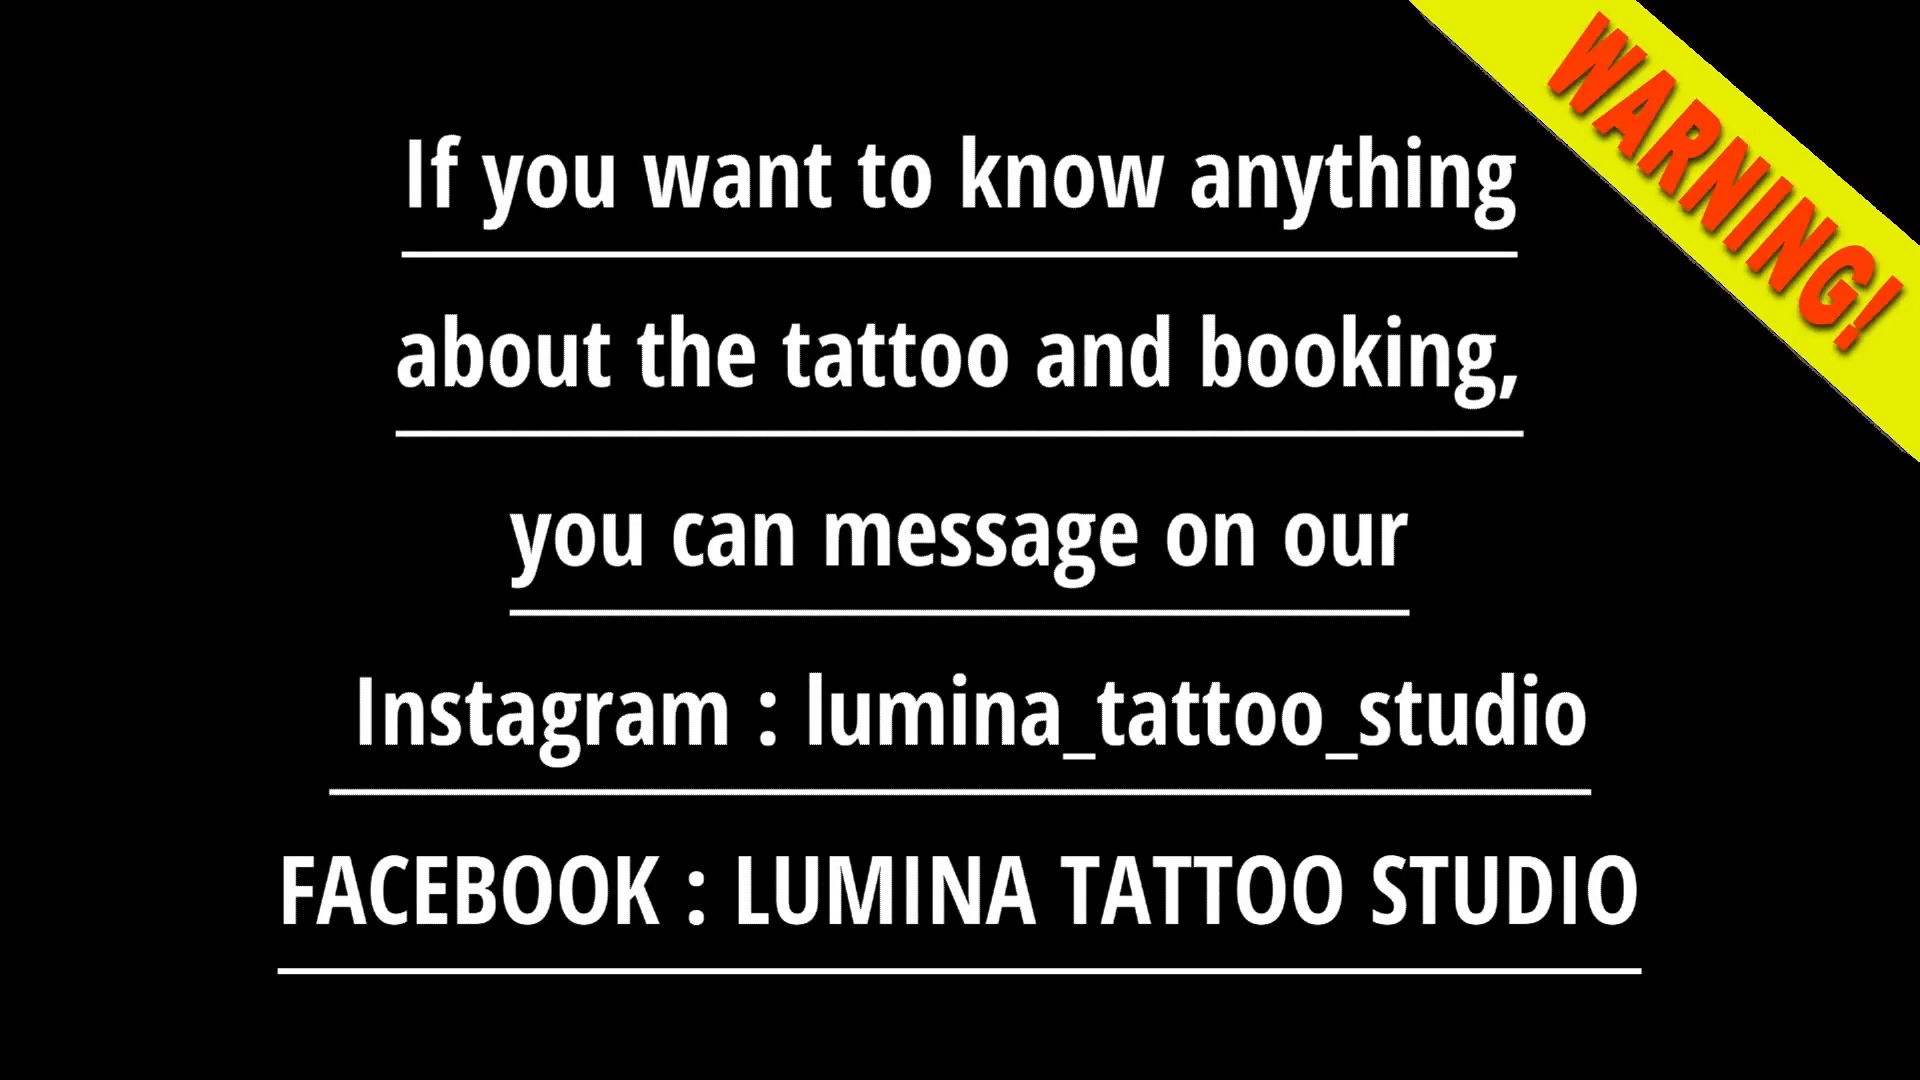 WARNING!
If you want to know anything
about the tattoo and booking,
you can message on our
Instagram : lumina_tattoo_studio
FACEBOOK : LUMINA TATTOO STUDIO